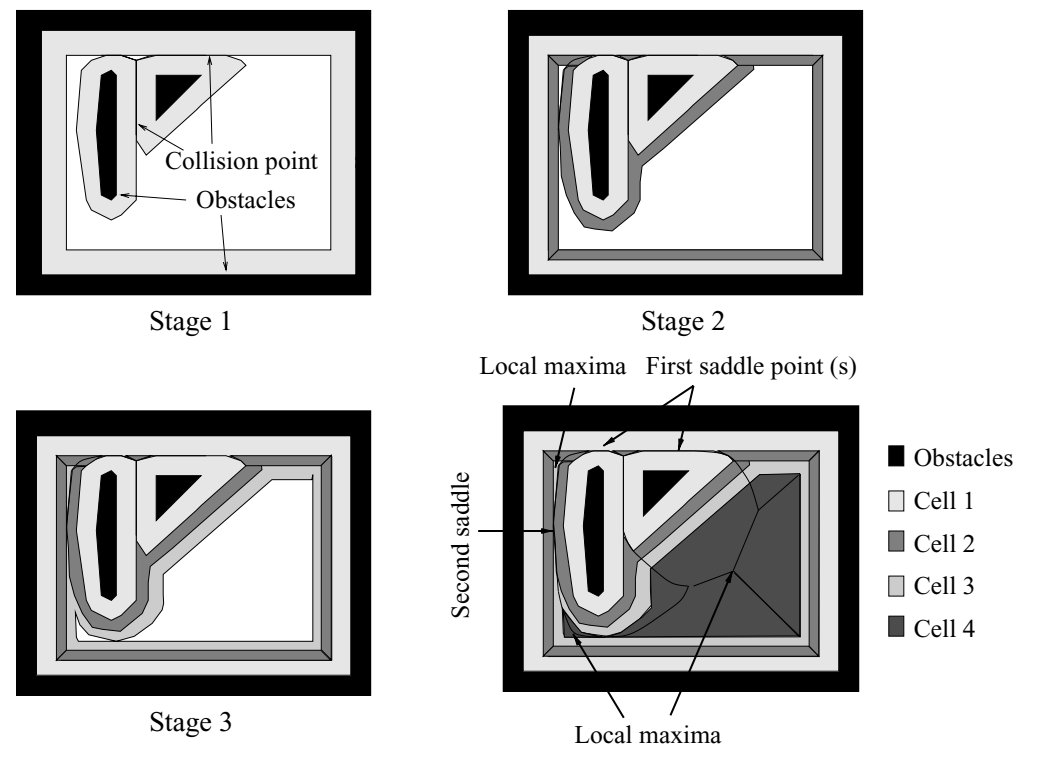 Collision point
Obstacles
Stage 1
Stage 2
Local maxima
First saddle point (s)
Second saddle
Obstacles
Cell 1
Cell 2
Cell 3
Cell 4
Stage 3
Local maxima